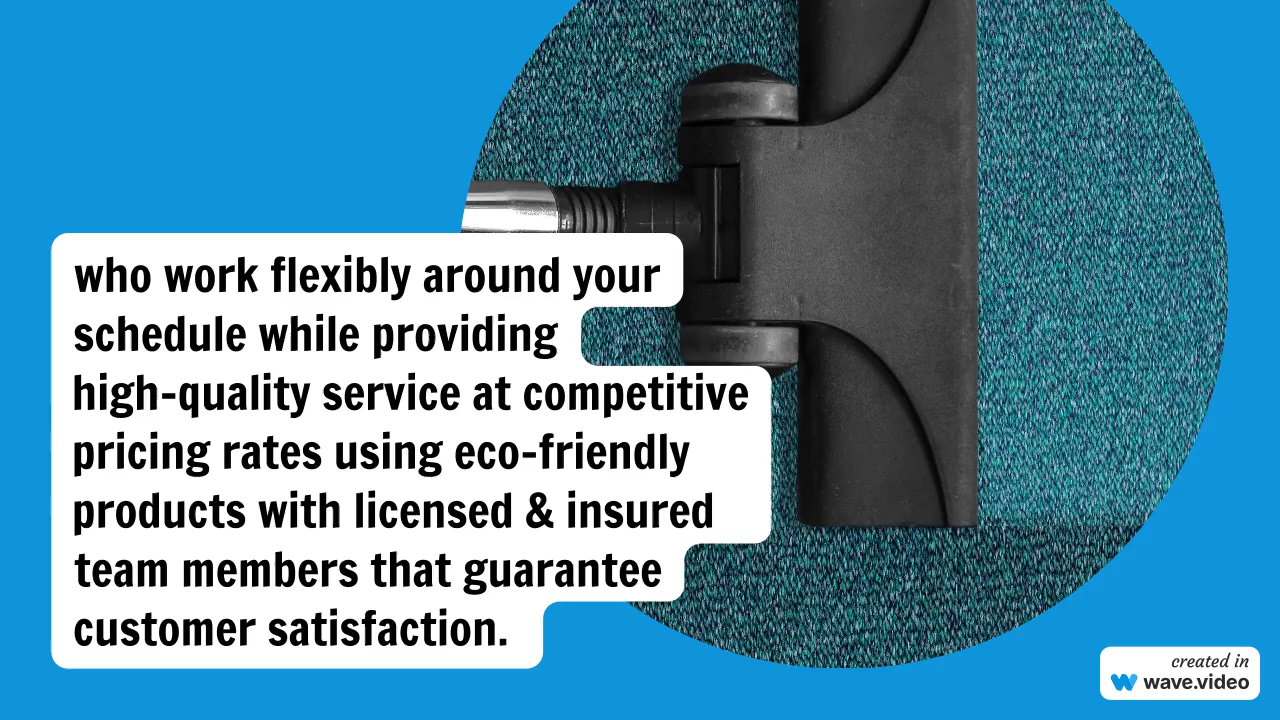 who work flexibly around your
schedule while providing
high-quality service at competitive
pricing rates using eco-friendly
products with licensed & insured
team members that guarantee
customer satisfaction.
created in
wave.video